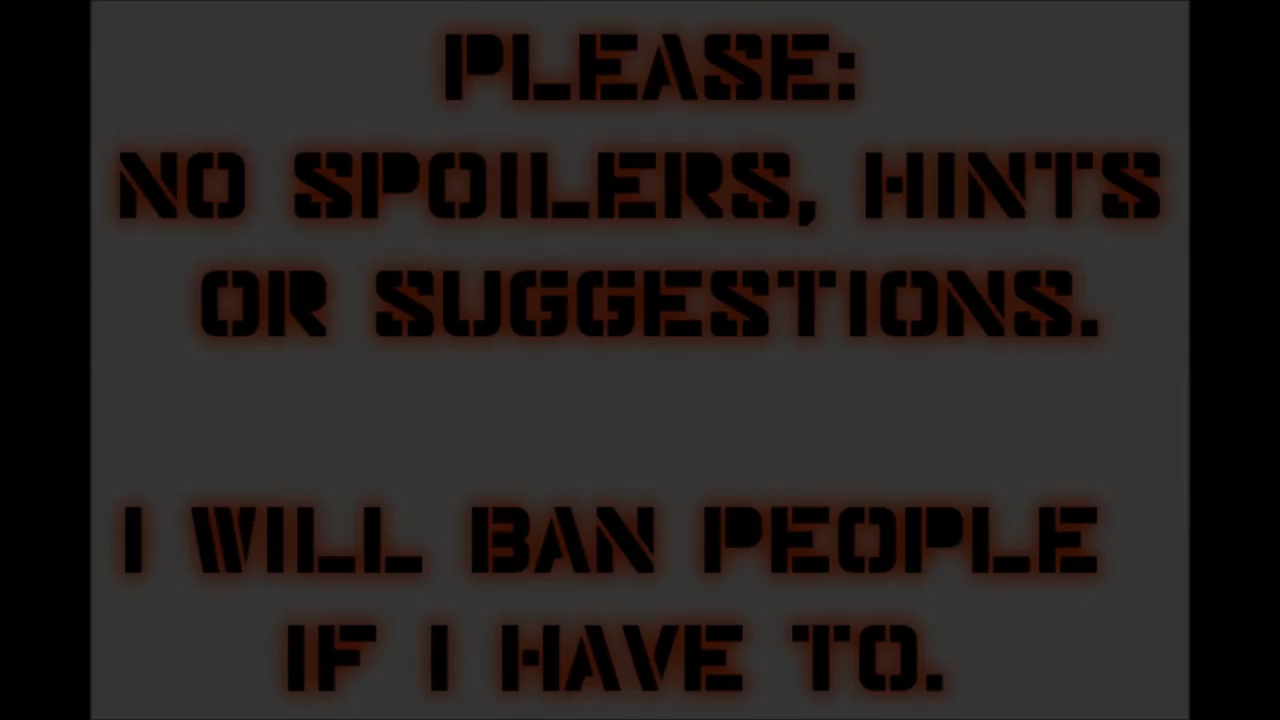 PLEASE:
NO SPOILERS, HINTS
OR SUGGESTIONS.
I WILL BAN PEOPLE
IF I HAVE TO.